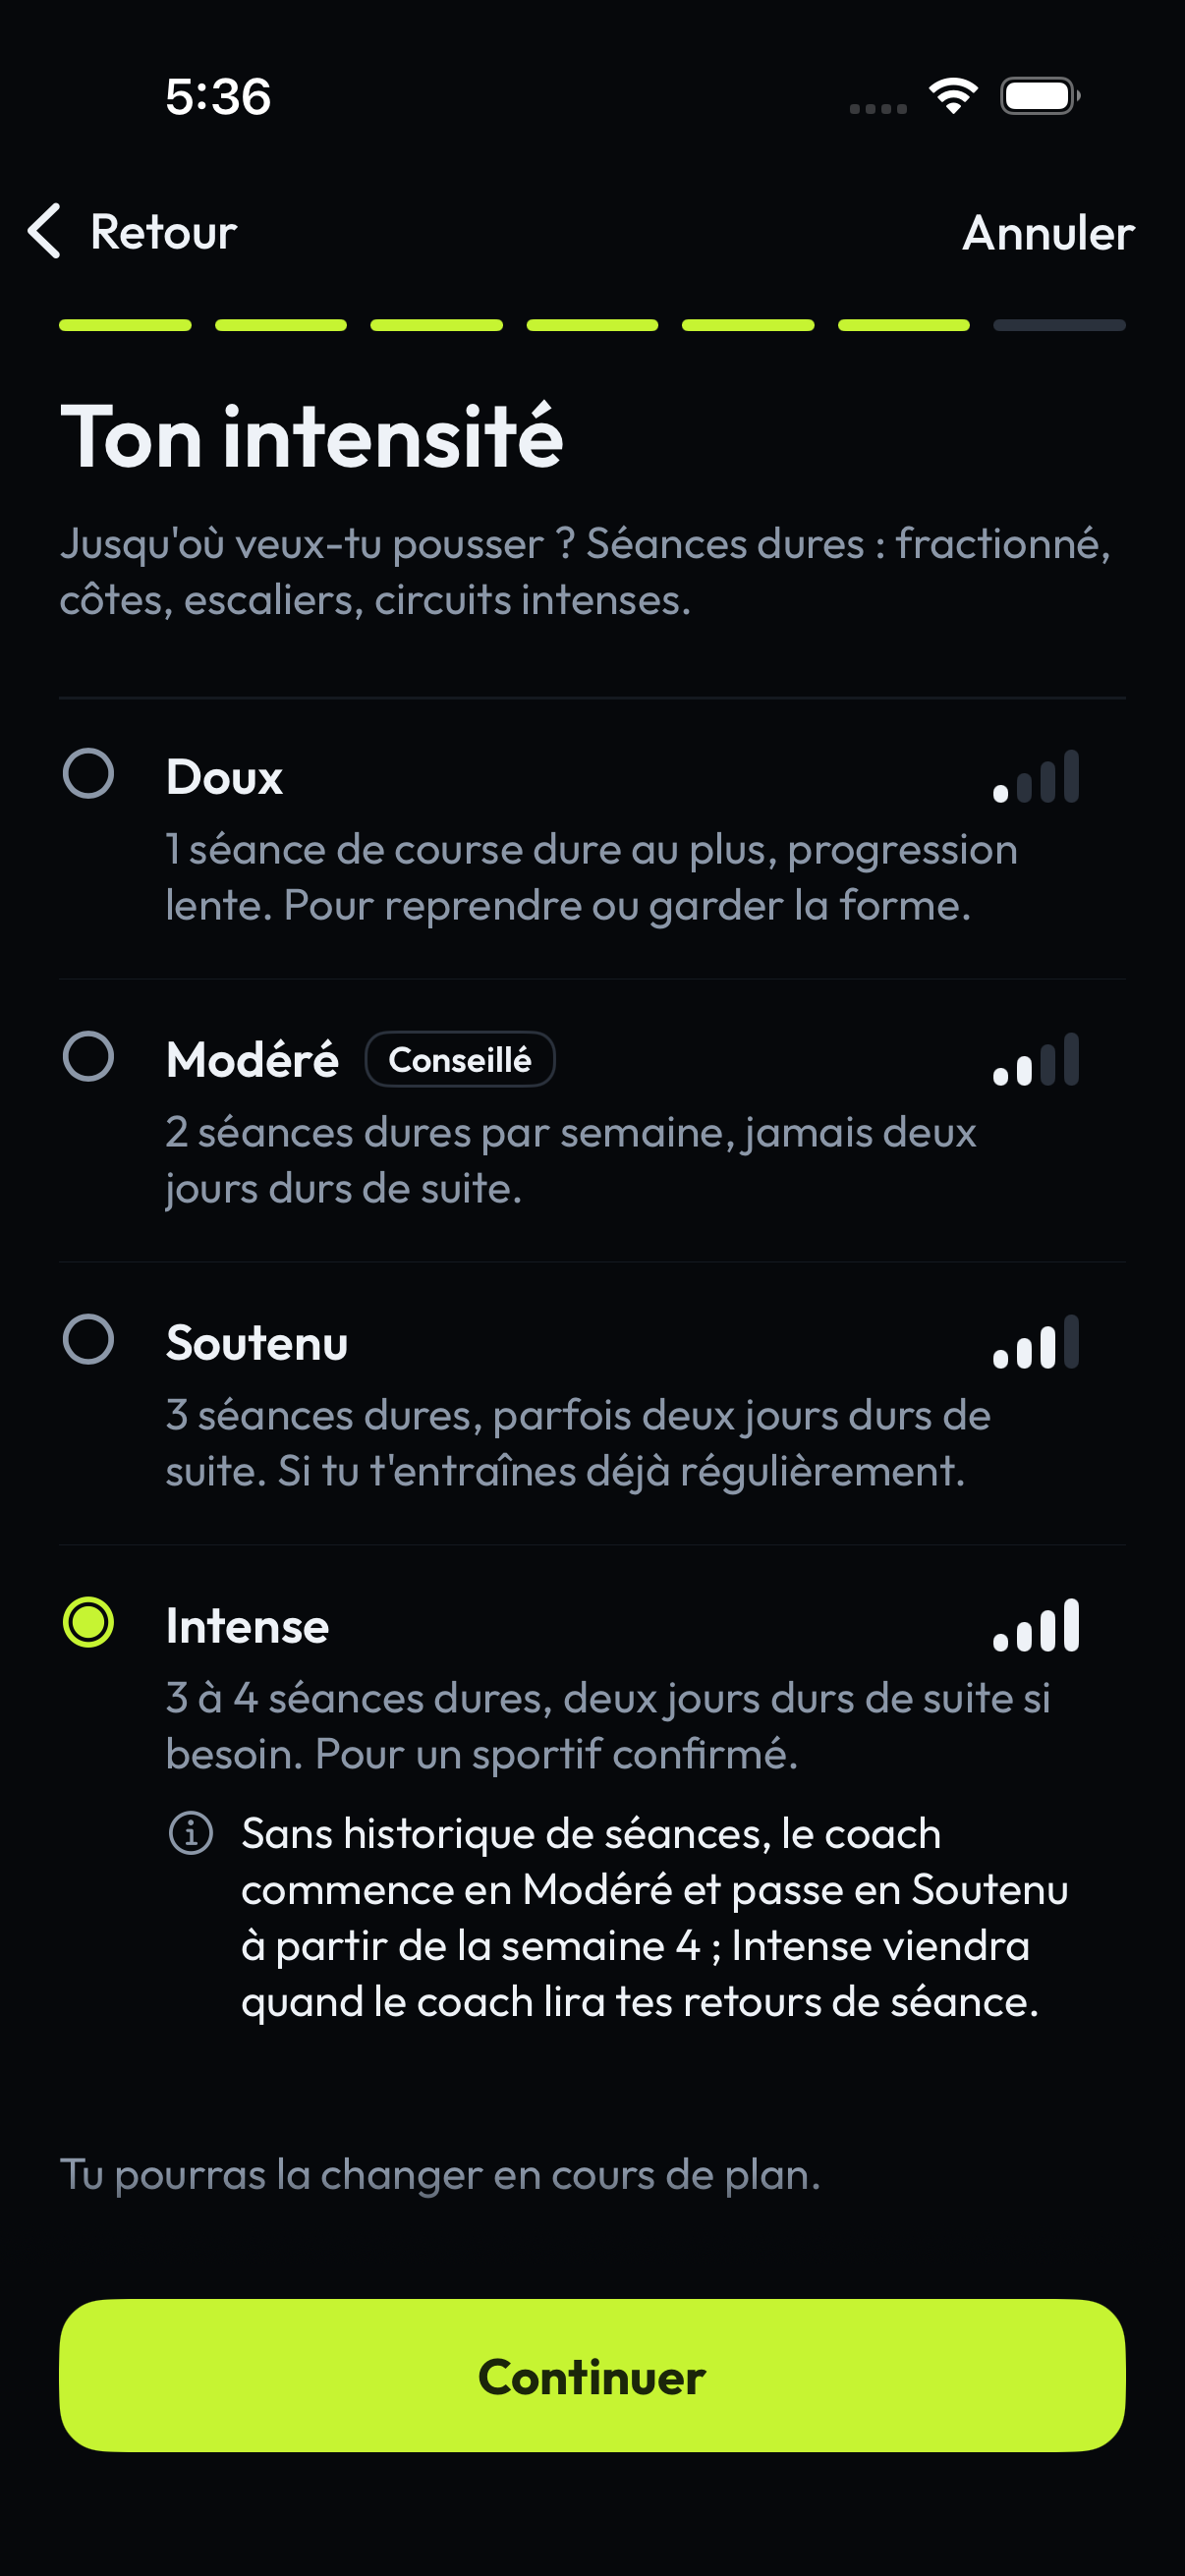 5:36
Retour
Annuler
Ton intensité
Jusqu'où veux-tu pousser ? Séances dures : fractionné,
côtes, escaliers, circuits intenses.
Doux
1 séance de course dure au plus, progression
lente. Pour reprendre ou garder la forme.
Modéré
Conseillé
2 séances dures par semaine, jamais deux
jours durs de suite.
Soutenu
3 séances dures, parfois deux jours durs de
suite. Si tu t'entraînes déjà régulièrement.
Intense
3 à 4 séances dures, deux jours durs de suite si
besoin. Pour un sportif confirmé.
Sans historique de séances, le coach
commence en Modéré et passe en Soutenu
à partir de la semaine 4 ; Intense viendra
quand le coach lira tes retours de séance.
Tu pourras la changer en cours de plan.
Continuer